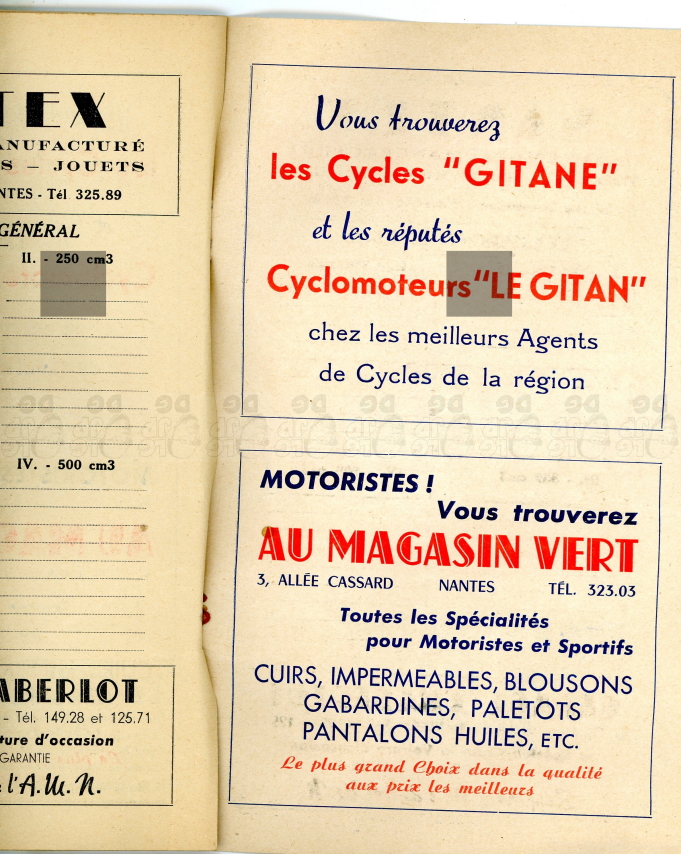 TEX
ANUFACTURÉ
S – JOUETS
NTES - Tél 325.89
GÉNÉRAL
II. - 250 cm3
IV. - 500 cm3
ABERLOT
- Tél. 149.28 et 125.71
ture d'occasion
GARANTIE
l'A.M.N.
Vous trouverez
les Cycles "GITANE"
et les réputés
Cyclomoteurs "LE GITAN"
chez les meilleurs Agents
de Cycles de la région
MOTORISTES !
Vous trouverez
AU MAGASIN VERT
3, ALLÉE CASSARD NANTES TÉL. 323.03
Toutes les Spécialités
pour Motoristes et Sportifs
CUIRS, IMPERMEABLES, BLOUSONS
GABARDINES, PALETOTS
PANTALONS HUILES, ETC.
Le plus grand Choix dans la qualité
aux prix les meilleurs